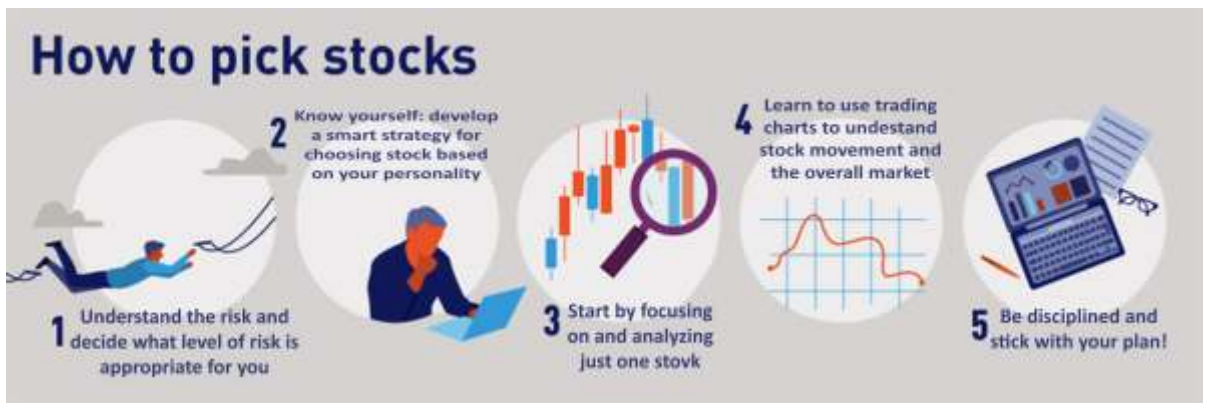 How to pick stocks
1 Understand the risk and
decide what level of risk is
appropriate for you
2 Know yourself: develop
a smart strategy for
choosing stock based
on your personality
3 Start by focusing
on and analyzing
just one stovk
4 Learn to use trading
charts to undestand
stock movement and
the overall market
5 Be disciplined and
stick with your plan!